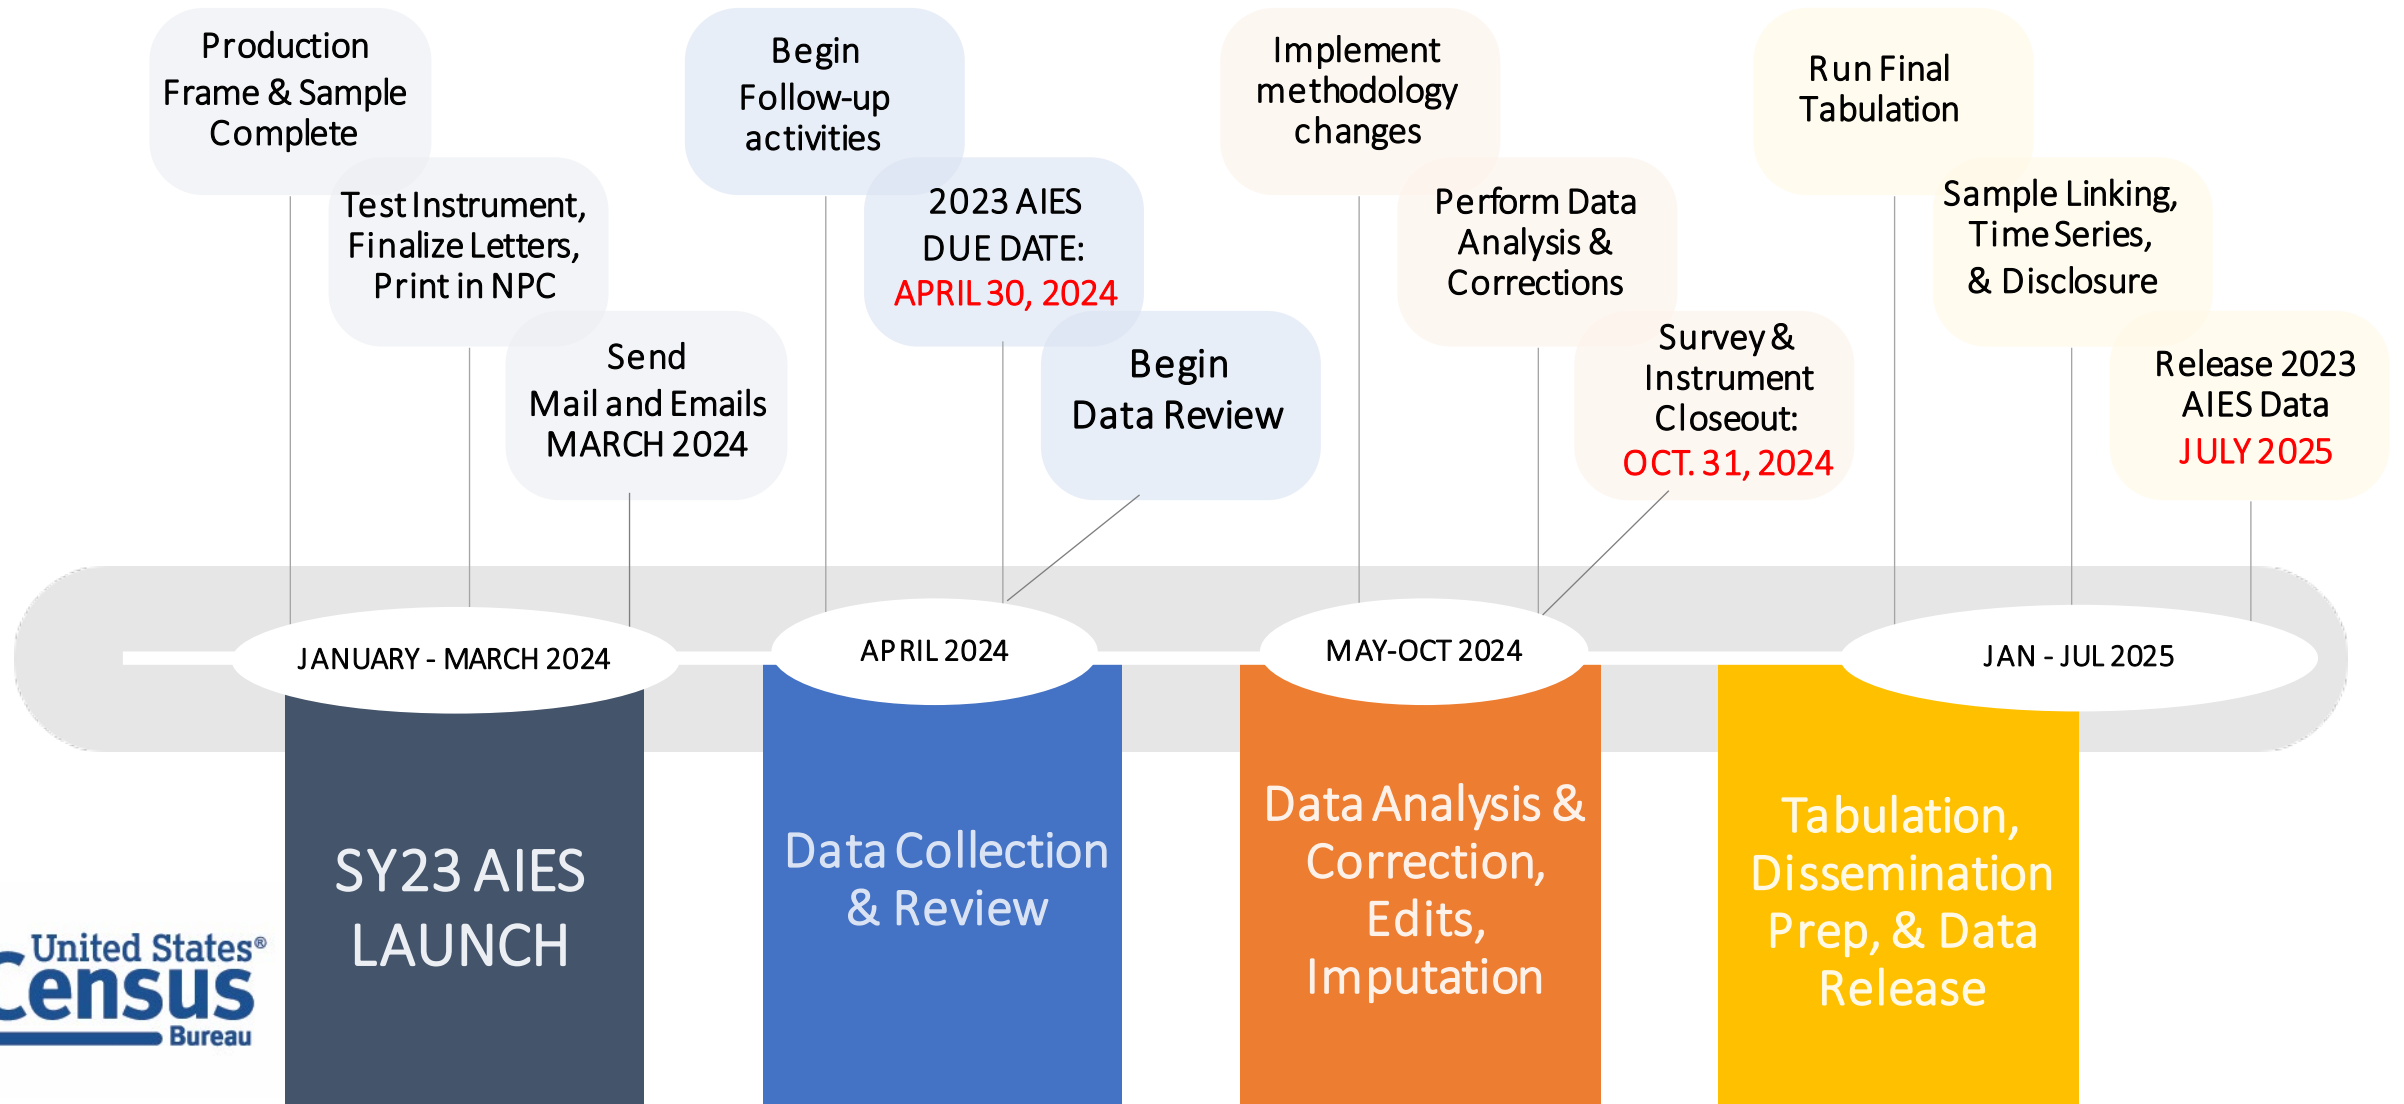 Production
Frame & Sample
Complete
Test Instrument,
Finalize Letters,
Print in NPC
Send
Mail and Emails
MARCH 2024
Begin
Follow-up
activities
2023 AIES
DUE DATE:
APRIL 30, 2024
Begin
Data Review
Implement
methodology
changes
Perform Data
Analysis &
Corrections
Survey &
Instrument
Closeout:
OCT. 31, 2024
Run Final
Tabulation
Sample Linking,
Time Series,
& Disclosure
Release 2023
AIES Data
JULY 2025
JANUARY - MARCH 2024
APRIL 2024
MAY-OCT 2024
JAN - JUL 2025
SY23 AIES
LAUNCH
Data Collection
& Review
Data Analysis &
Correction,
Edits,
Imputation
Tabulation,
Dissemination
Prep, & Data
Release
United States®
Census
Bureau